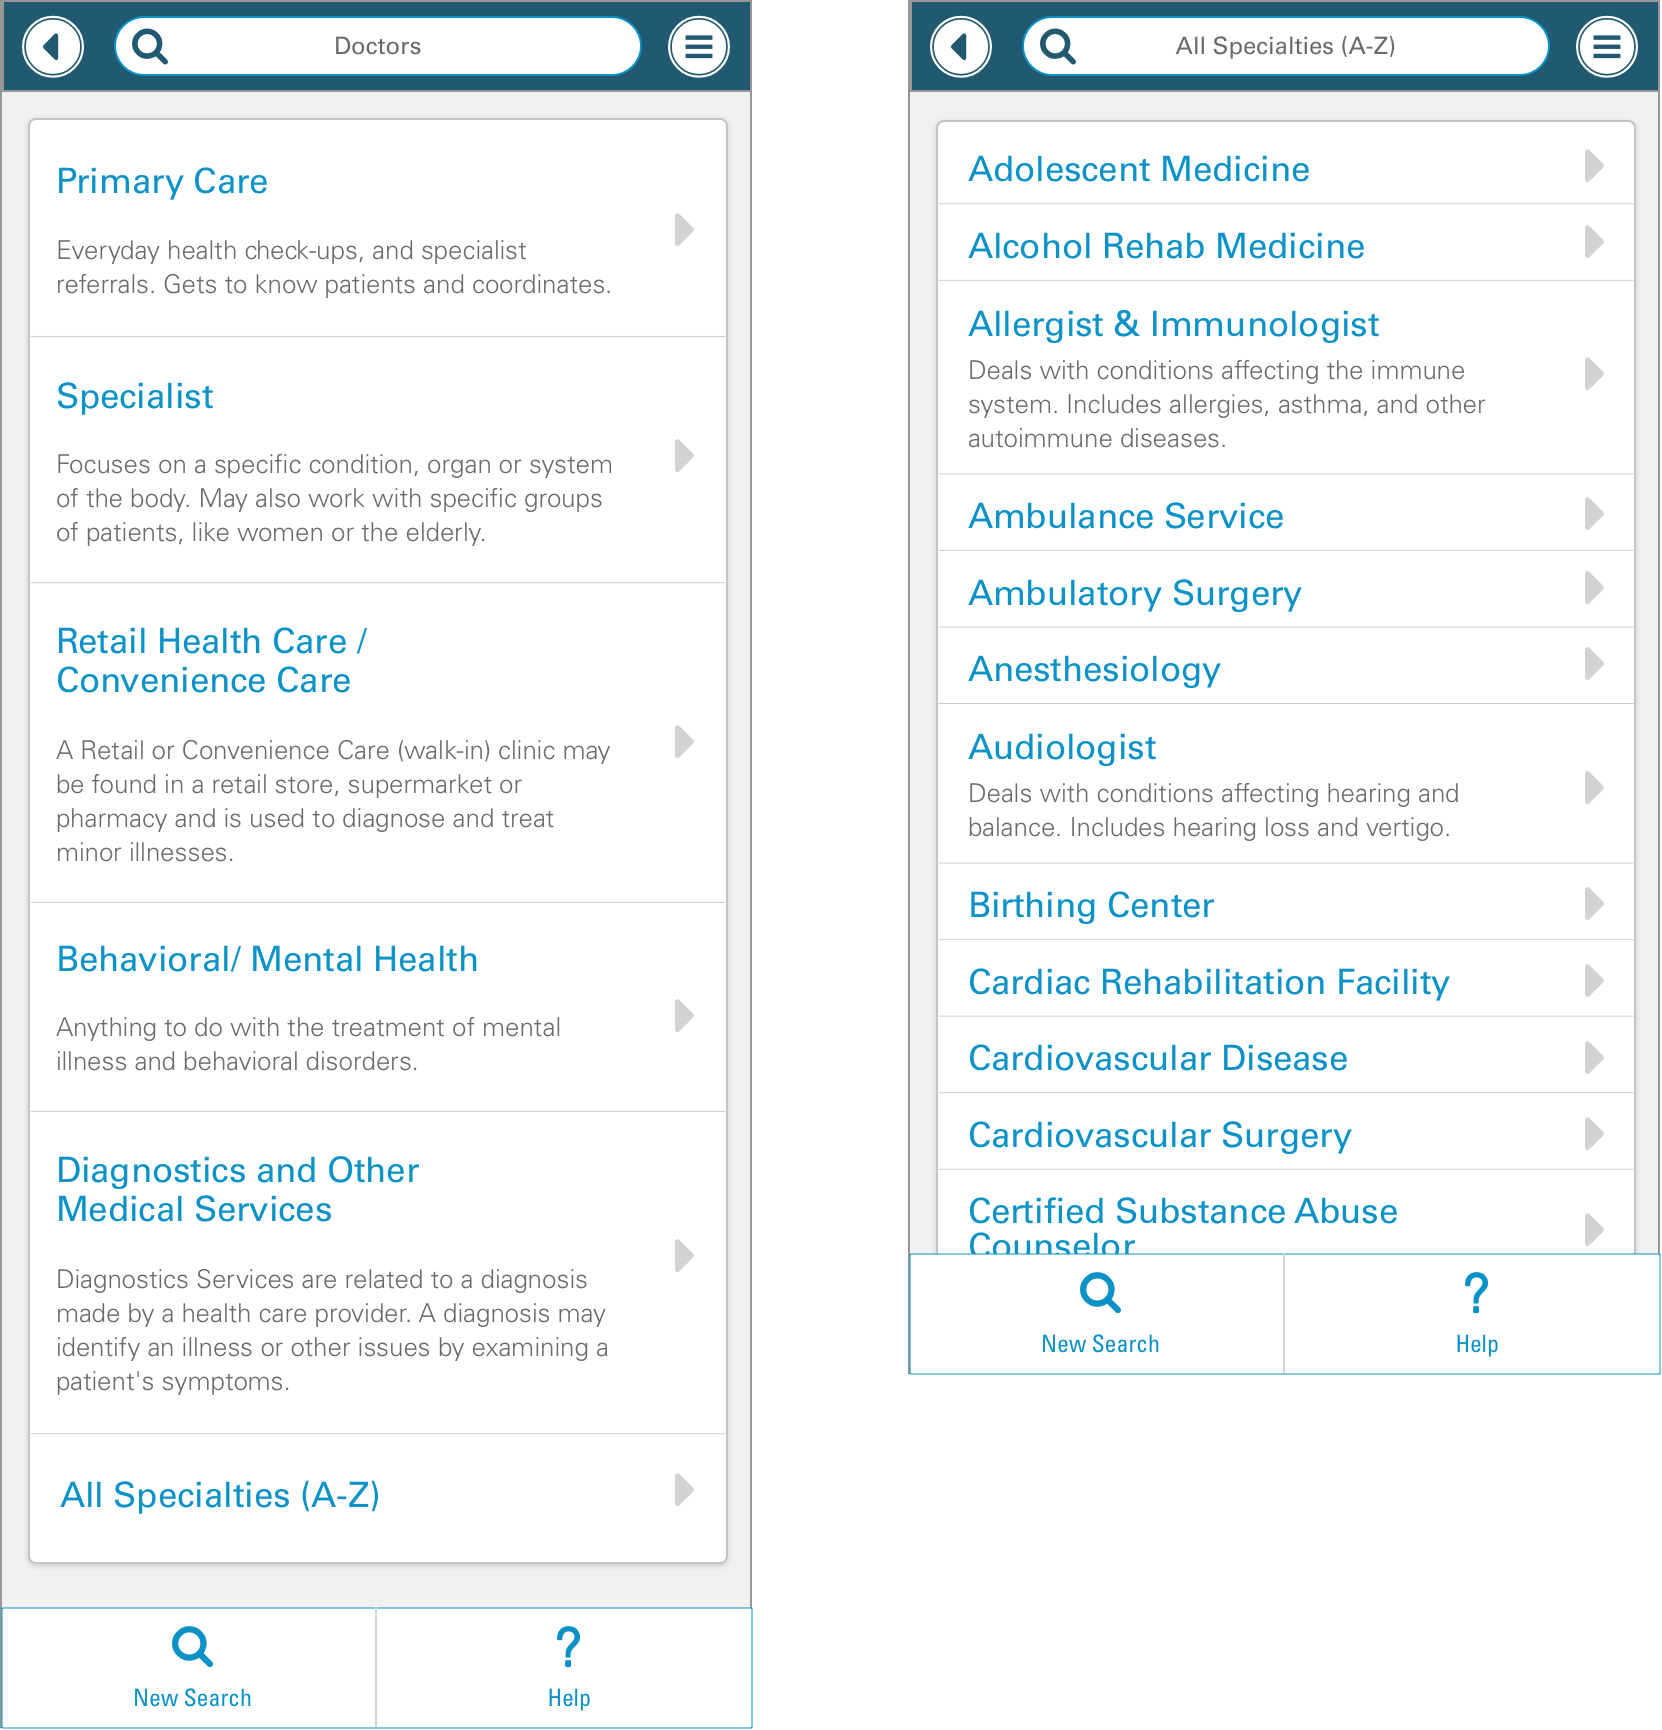 Doctors
Primary Care
Everyday health check-ups, and specialist
referrals. Gets to know patients and coordinates.
Specialist
Focuses on a specific condition, organ or system
of the body. May also work with specific groups
of patients, like women or the elderly.
Retail Health Care /
Convenience Care
A Retail or Convenience Care (walk-in) clinic may
be found in a retail store, supermarket or
pharmacy and is used to diagnose and treat
minor illnesses.
Behavioral/ Mental Health
Anything to do with the treatment of mental
illness and behavioral disorders.
Diagnostics and Other
Medical Services
Diagnostics Services are related to a diagnosis
made by a health care provider. A diagnosis may
identify an illness or other issues by examining a
patient's symptoms.
All Specialties (A-Z)
New Search
Help
All Specialties (A-Z)
Adolescent Medicine
Alcohol Rehab Medicine
Allergist & Immunologist
Deals with conditions affecting the immune
system. Includes allergies, asthma, and other
autoimmune diseases.
Ambulance Service
Ambulatory Surgery
Anesthesiology
Audiologist
Deals with conditions affecting hearing and
balance. Includes hearing loss and vertigo.
Birthing Center
Cardiac Rehabilitation Facility
Cardiovascular Disease
Cardiovascular Surgery
Certified Substance Abuse
Counselor
New Search
Help